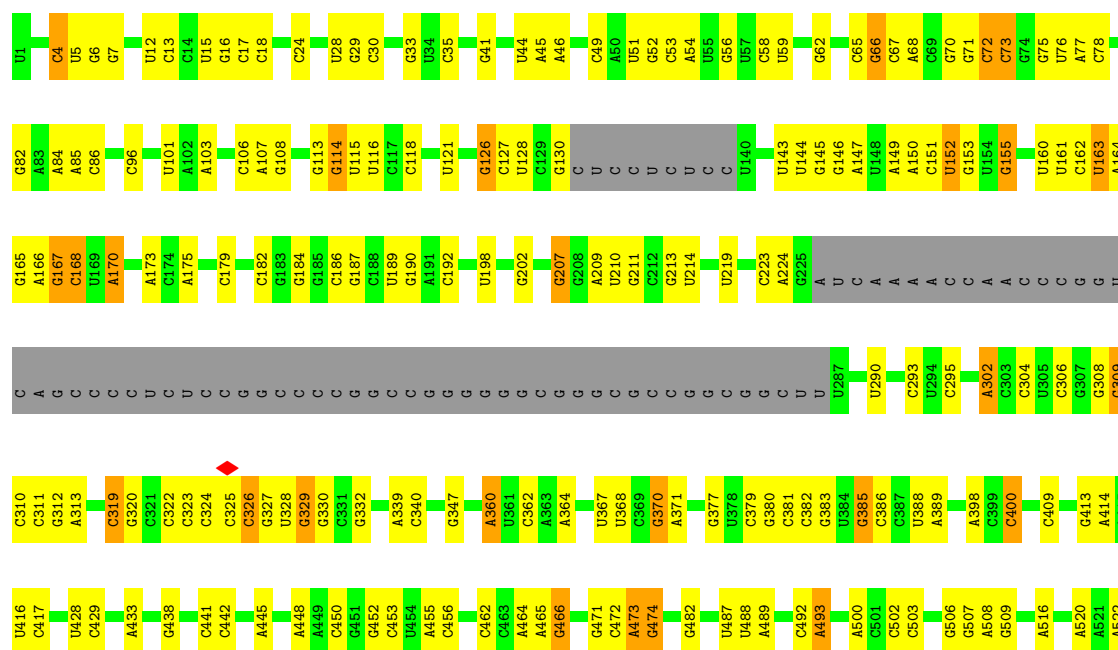 U1 C4 U5 G6 G7 U12 C13 C14 U15 G16 C17 C18 C24 U28 G29 C30 G33 U34 C35 G41 U44 A45 A46 C49 A50 U51 G52 C53 A54 U55 G56 U57 C58 U59 G62 C65 G66 C67 A68 C69 G70 G71 C72 C73 G74 G75 U76 A77 C78
G82 A83 A84 A85 C86 C96 U101 A102 A103 C106 A107 G108 G113 G114 U115 U116 C117 C118 U121 G126 C127 U128 C129 G130 C U C C U C U C C U140 U143 U144 G145 G146 A147 U148 A149 A150 C151 U152 G153 U154 G155 U160 U161 C162 U163 A164
G165 A166 G167 C168 U169 A170 A173 C174 A175 C179 C182 G183 G184 G185 C186 G187 C188 U189 G190 A191 C192 U198 G202 G207 G208 A209 U210 G211 C212 G213 U214 U219 C223 A224 G225 A U C A A A A C C A A C C C G G U
C A G C C C C U C U C C G G C C C C G G C C G G G G G G C G G G C G C C G G C U U U287 U290 C293 U294 C295 A302 C303 C304 U305 C306 G307 G308 C309
C310 C311 G312 A313 C319 G320 C321 C322 C323 C324 C325 C326 G327 U328 G329 G330 C331 G332 A339 C340 G347 A360 U361 C362 A363 A364 U367 U368 C369 G370 A371 G377 U378 C379 G380 C381 C382 G383 U384 G385 C386 C387 U388 A389 A398 C399 C400 C409 G413 A414
U416 C417 U428 C429 A433 G438 C441 C442 A445 A448 A449 C450 G451 G452 C453 U454 A455 C456 C462 C463 A464 A465 G466 G471 C472 A473 G474 G482 U487 U488 A489 C492 A493 A500 C501 C502 C503 G506 G507 A508 G509 A516 A520 A521 A522